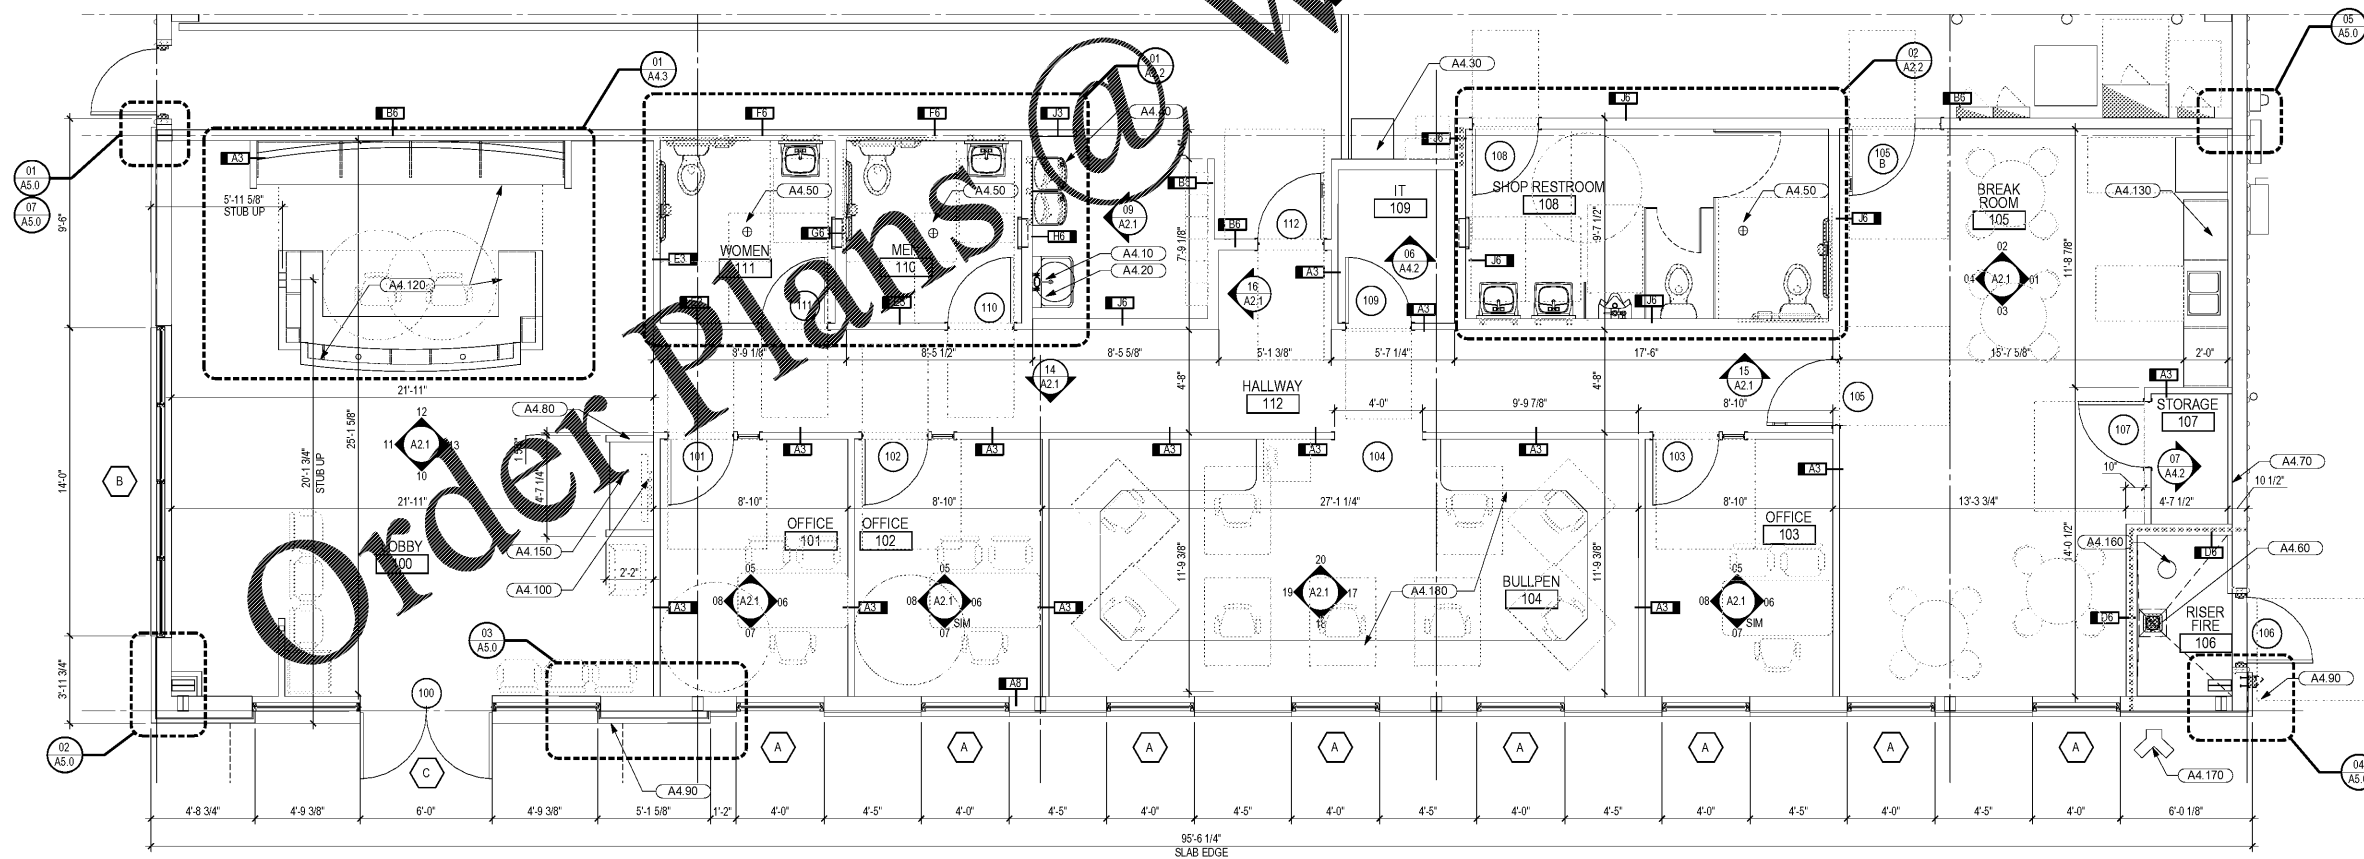 Order Plans @ W
01
A4.3
01
A2.2
A4.30
02
A2.2
05
A5.0
B6
F6
F6
J3
A4.40
J6
J6
B6
01
A5.0
07
A5.0
9'-6"
A3
5'-11 5/8"
STUB UP
A4.50
A4.50
09
A2.1
B6
B6
J6
108
IT
109
SHOP RESTROOM
108
9'-7 1/2"
A4.50
105
B
BREAK
ROOM
105
A4.130
J6
G6
H6
WOMEN
111
MEN
110
E3
A4.10
A4.20
7'-9 1/8"
112
06
A4.2
J6
11'-8 7/8"
02
04
A2.1
01
03
A4.120
16
A2.1
A3
111
110
J6
109
A3
J6
8'-9 1/8"
8'-5 1/2"
8'-5 5/8"
5'-1 3/8"
5'-7 1/4"
17'-6"
15'-7 5/8"
2'-0"
14
A2.1
4'-8"
HALLWAY
112
4'-8"
15
A2.1
A3
21'-11"
25'-1 5/8"
20'-1 3/4"
STUB UP
A4.80
4'-0"
9'-9 7/8"
8'-10"
105
STORAGE
107
12
11
A2.1
13
10
101
A3
102
A3
A3
A3
104
A3
103
A3
107
07
A4.2
A4.70
B
14'-0"
4'-7 1/4"
10"
10 1/2"
21'-11"
8'-10"
8'-10"
27'-1 1/4"
8'-10"
13'-3 3/4"
4'-7 1/2"
LOBBY
100
A4.150
OFFICE
101
OFFICE
102
OFFICE
103
14'-0 1/2"
A4.160
D6
A4.60
A4.100
2'-2"
11'-9 3/8"
11'-9 3/8"
A3
05
08
A2.1
06
07
A3
05
08
A2.1
06
07
SIM
A3
20
19
A2.1
17
18
A4.180
BULLPEN
104
A3
05
08
A2.1
06
07
SIM
D6
RISER
FIRE
106
106
3'-11 3/4"
03
A5.0
100
A8
A4.90
02
A5.0
C
A
A
A
A
A
A
A
A
A4.170
04
A4.90
4'-8 3/4"
4'-9 3/8"
6'-0"
4'-9 3/8"
5'-1 5/8"
1'-2"
4'-0"
4'-5"
4'-0"
4'-5"
4'-0"
4'-5"
4'-0"
4'-5"
4'-0"
4'-5"
4'-0"
4'-5"
4'-0"
4'-5"
4'-0"
6'-0 1/8"
95'-6 1/4"
SLAB EDGE